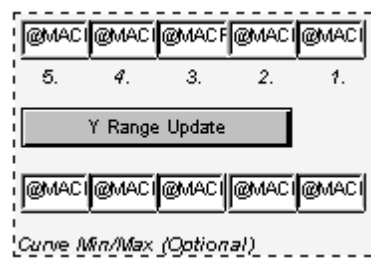 @MACI @MACI @MACF @MACI @MACI
5. 4. 3. 2. 1.
Y Range Update
@MACI @MACI @MACI @MACI @MACI
Curve Min/Max (Optional)